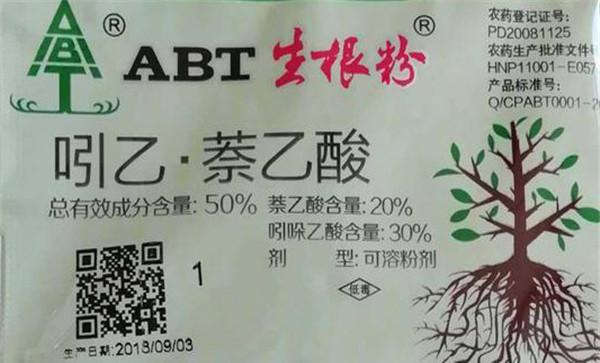 ABT
®
ABT 生根粉®
农药登记证号:
PD20081125
农药生产批准文件
HNP11001-E057
产品标准号:
Q/CPABT0001-2
吲乙·萘乙酸
总有效成分含量: 50%
萘乙酸含量: 20%
吲哚乙酸含量: 30%
剂 型: 可溶粉剂
1
低毒
生产日期: 2018/09/03